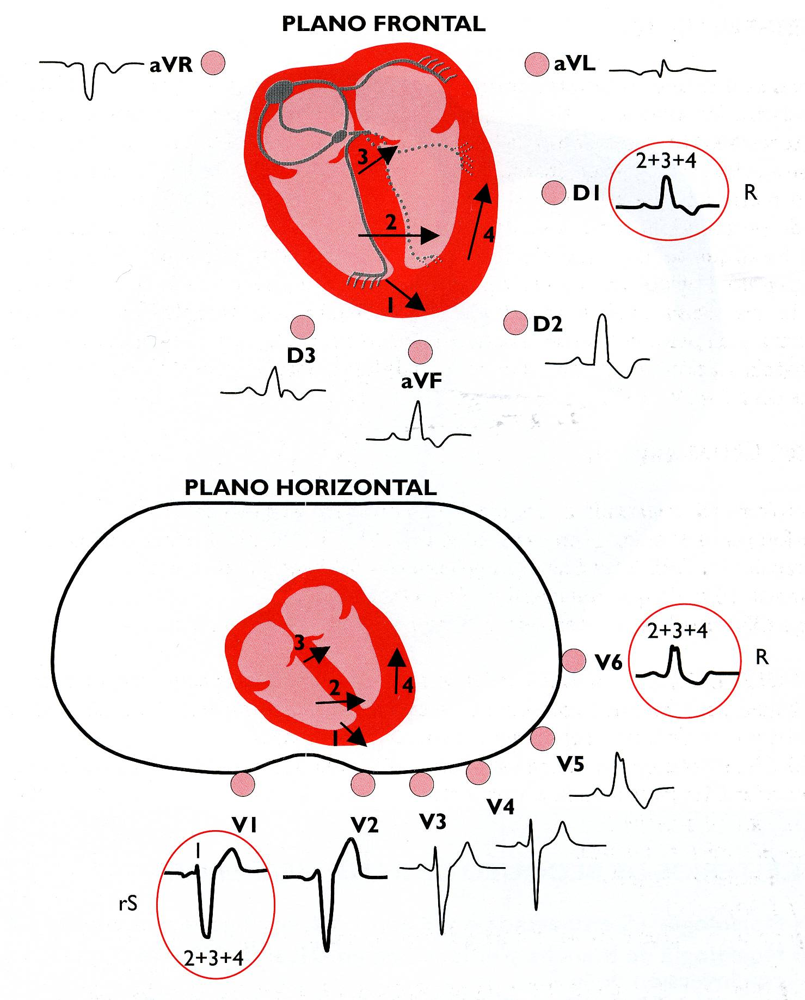 PLANO FRONTAL
aVR
aVL
3
2+3+4
D1
R
2
4
1
D2
D3
aVF
PLANO HORIZONTAL
3
2+3+4
V6
R
2
4
1
V5
V4
V3
V1
V2
1
rS
2+3+4